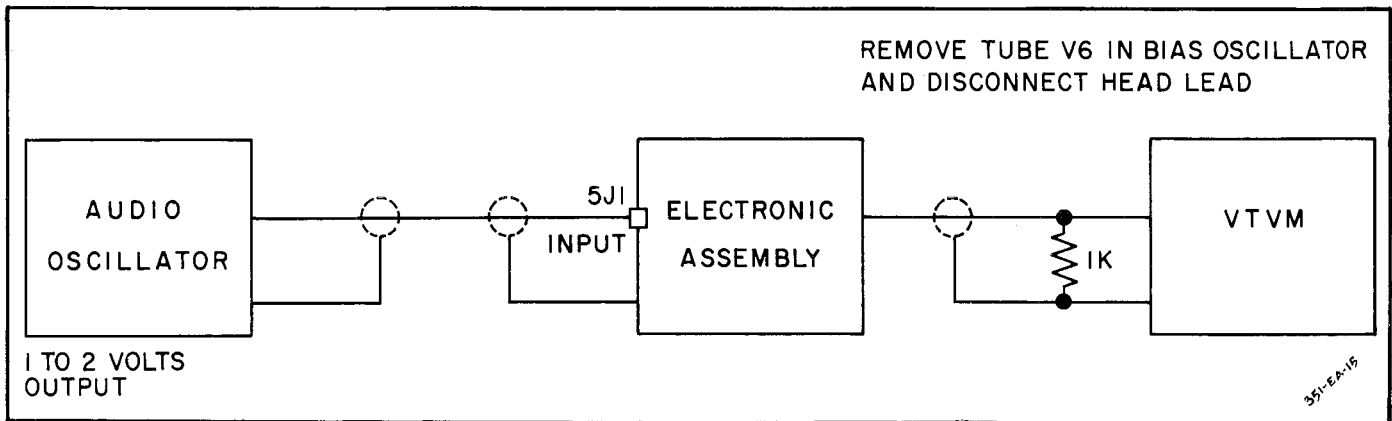 REMOVE TUBE V6 IN BIAS OSCILLATOR
AND DISCONNECT HEAD LEAD
AUDIO
OSCILLATOR
1 TO 2 VOLTS
OUTPUT
5J1
INPUT
ELECTRONIC
ASSEMBLY
1K
VTVM
351-EA-15